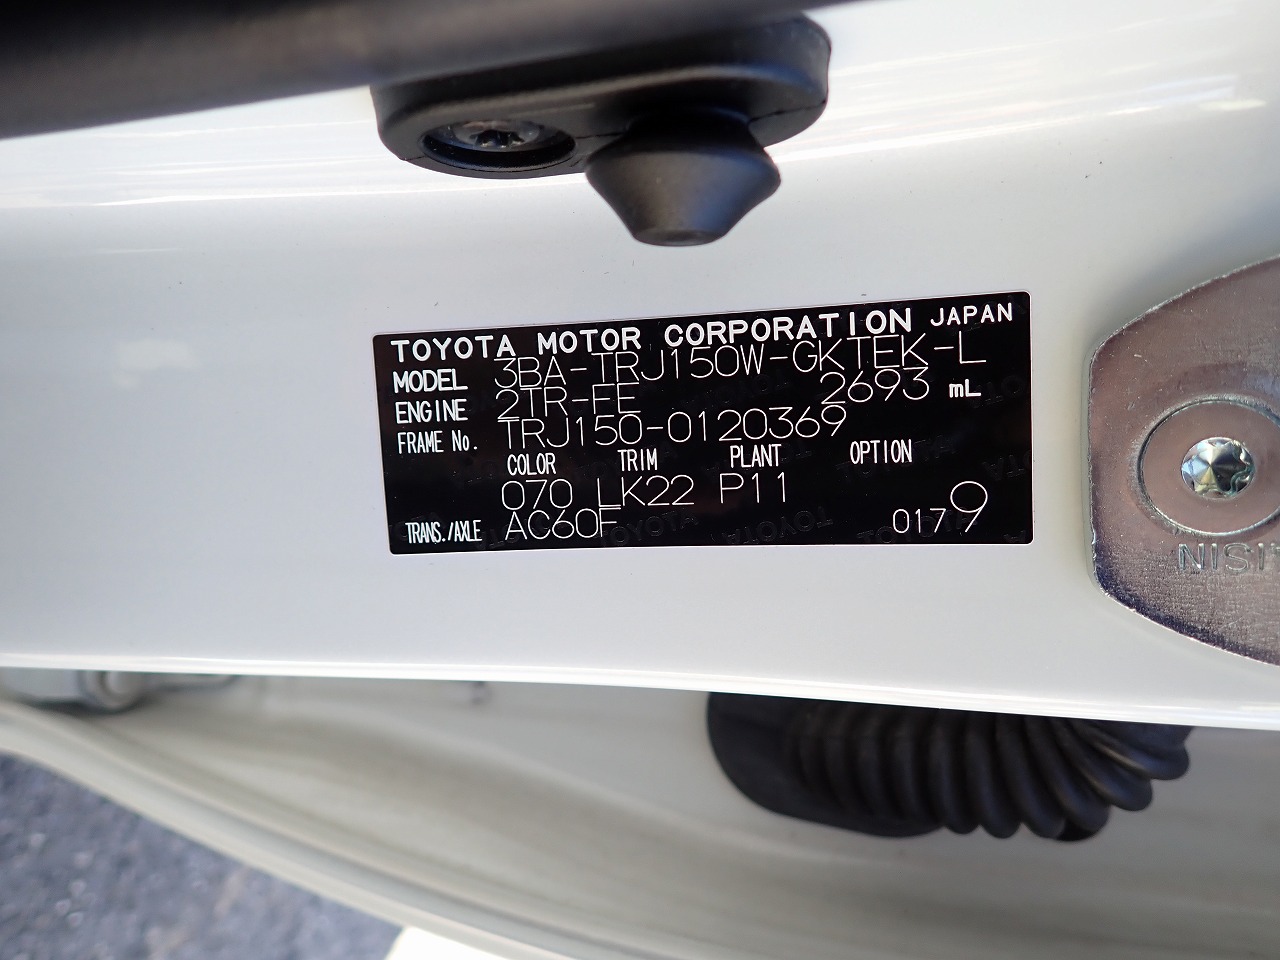 TOYOTA MOTOR CORPORATION JAPAN
MODEL 3BA-TRJ150W-GKTEK-L
ENGINE 2TR-FE 2693 mL
FRAME No. TRJ150-0120369
COLOR TRIM PLANT OPTION
070 LK22 P11
TRANS./AXLE AC60F 0179